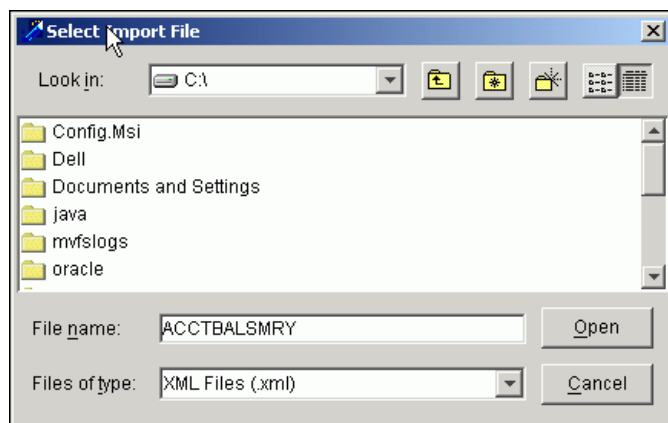 Select Import File
Look in: C:\
Config.Msi
Dell
Documents and Settings
java
mvfslogs
oracle
File name: ACCTBALSMRY Open
Files of type: XML Files (.xml) Cancel